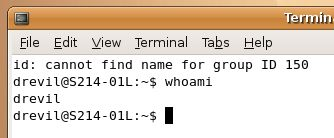 Termin
File Edit View Terminal Tabs Help
id: cannot find name for group ID 150
drevil@S214-01L:~$ whoami
drevil
drevil@S214-01L:~$